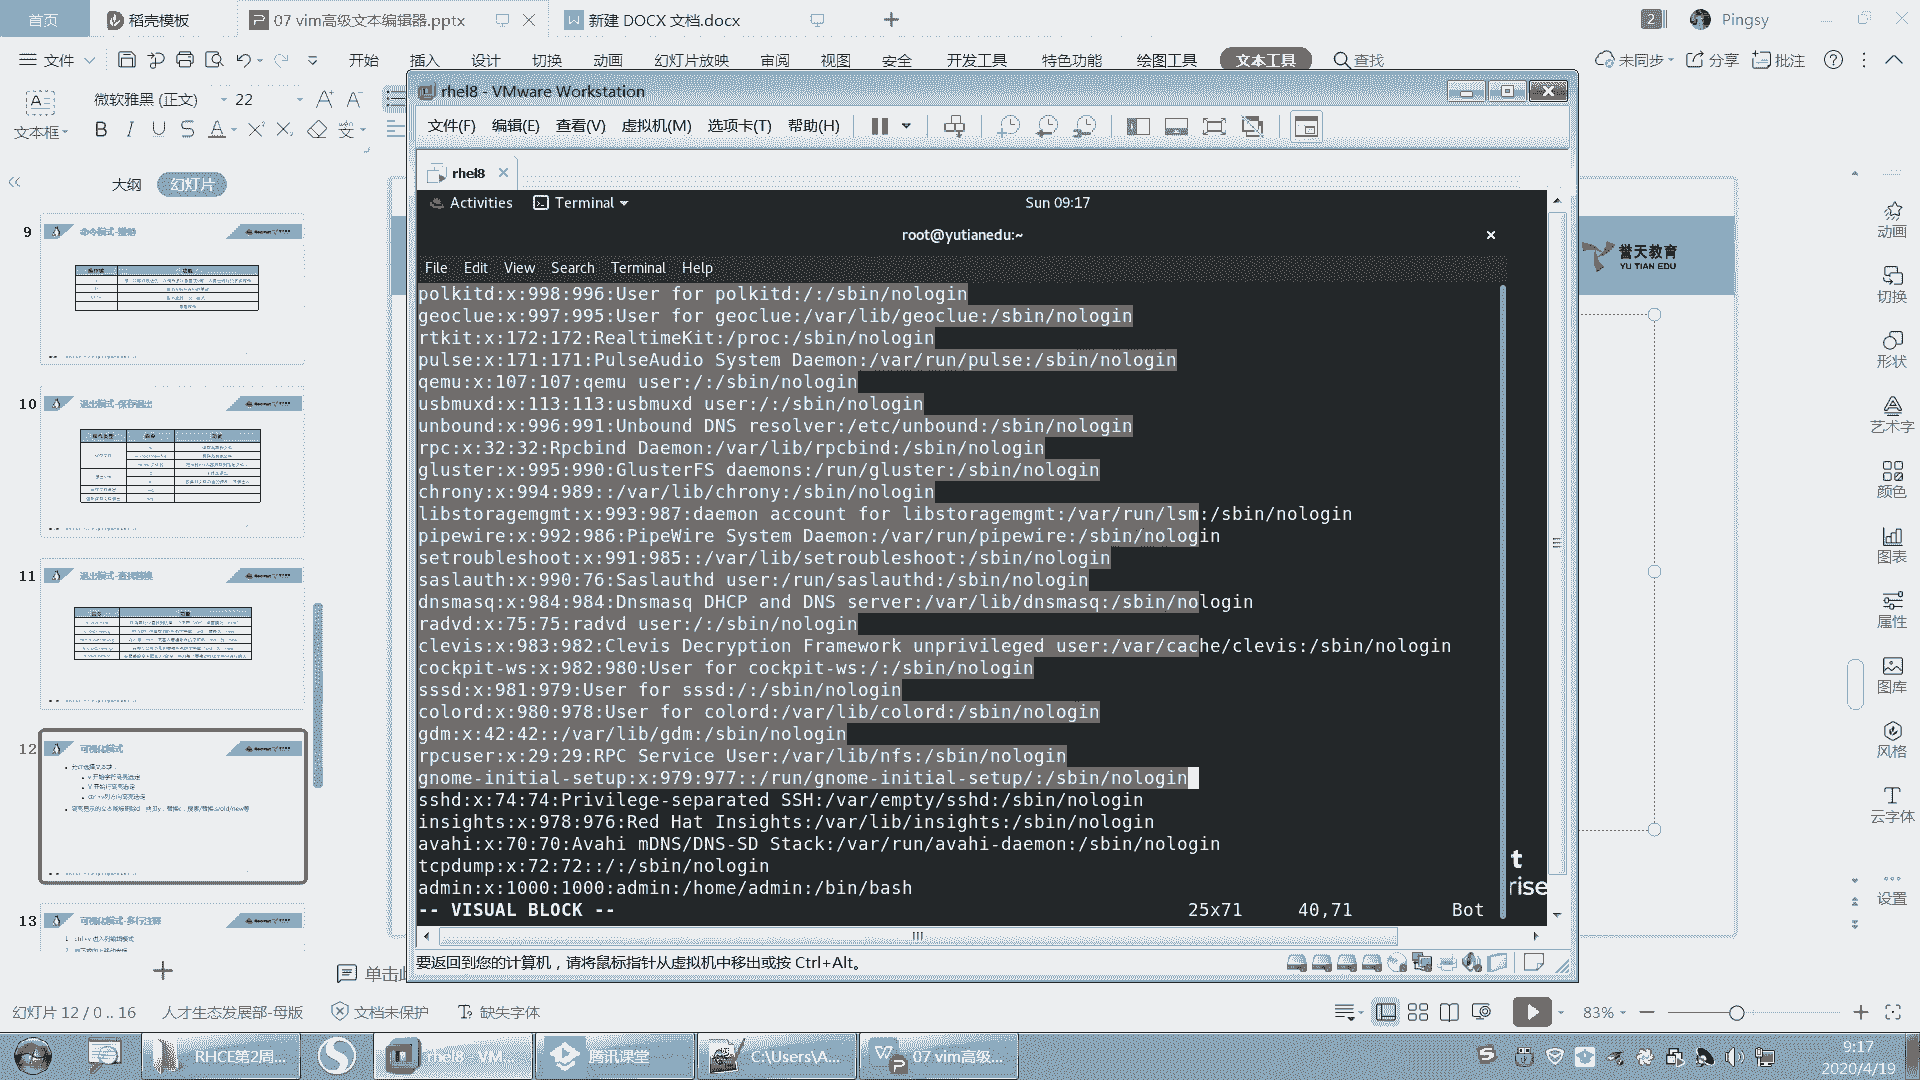 首页
稻壳模板
07 vim高级文本编辑器.pptx
新建 DOCX 文档.docx
2
Pingsy
文件
开始
插入
设计
切换
动画
幻灯片放映
审阅
视图
安全
开发工具
特色功能
绘图工具
文本工具
查找
未同步
分享
批注
文本框
微软雅黑 (正文)
22
大纲
幻灯片
rhel8 - VMware Workstation
文件(F) 编辑(E) 查看(V) 虚拟机(M) 选项卡(T) 帮助(H)
rhel8
Activities
Terminal
Sun 09:17
root@yutianedu:~
File Edit View Search Terminal Help
polkitd:x:998:996:User for polkitd:/:/sbin/nologin
geoclue:x:997:995:User for geoclue:/var/lib/geoclue:/sbin/nologin
rtkit:x:172:172:RealtimeKit:/proc:/sbin/nologin
pulse:x:171:171:PulseAudio System Daemon:/var/run/pulse:/sbin/nologin
qemu:x:107:107:qemu user:/:/sbin/nologin
usbmuxd:x:113:113:usbmuxd user:/:/sbin/nologin
unbound:x:996:991:Unbound DNS resolver:/etc/unbound:/sbin/nologin
rpc:x:32:32:Rpcbind Daemon:/var/lib/rpcbind:/sbin/nologin
gluster:x:995:990:GlusterFS daemons:/run/gluster:/sbin/nologin
chrony:x:994:989::/var/lib/chrony:/sbin/nologin
libstoragemgmt:x:993:987:daemon account for libstoragemgmt:/var/run/lsm:/sbin/nologin
pipewire:x:992:986:PipeWire System Daemon:/var/run/pipewire:/sbin/nologin
setroubleshoot:x:991:985::/var/lib/setroubleshoot:/sbin/nologin
saslauth:x:990:76:Saslauthd user:/run/saslauthd:/sbin/nologin
dnsmasq:x:984:984:Dnsmasq DHCP and DNS server:/var/lib/dnsmasq:/sbin/nologin
radvd:x:75:75:radvd user:/:/sbin/nologin
clevis:x:983:982:Clevis Decryption Framework unprivileged user:/var/cache/clevis:/sbin/nologin
cockpit-ws:x:982:980:User for cockpit-ws:/:/sbin/nologin
sssd:x:981:979:User for sssd:/:/sbin/nologin
colord:x:980:978:User for colord:/var/lib/colord:/sbin/nologin
gdm:x:42:42::/var/lib/gdm:/sbin/nologin
rpcuser:x:29:29:RPC Service User:/var/lib/nfs:/sbin/nologin
gnome-initial-setup:x:979:977::/run/gnome-initial-setup/:/sbin/nologin
sshd:x:74:74:Privilege-separated SSH:/var/empty/sshd:/sbin/nologin
insights:x:978:976:Red Hat Insights:/var/lib/insights:/sbin/nologin
avahi:x:70:70:Avahi mDNS/DNS-SD Stack:/var/run/avahi-daemon:/sbin/nologin
tcpdump:x:72:72::/:/sbin/nologin
admin:x:1000:1000:admin:/home/admin:/bin/bash
-- VISUAL BLOCK --
25x71
40,71
Bot
t
rise
要返回到您的计算机，请将鼠标指针从虚拟机中移出或按 Ctrl+Alt。
誉天教育
YU TIAN EDU
动画
切换
形状
艺术字
颜色
图表
属性
图库
风格
云字体
设置
9
10
11
12
可视化模式
13
可视化模式-多行注释
单击此
幻灯片 12 / 0 .. 16
人才生态发展部-母版
文档未保护
缺失字体
83%
RHCE第2周...
rhel8 - VM...
腾讯课堂
C:\Users\A...
07 vim高级...
9:17
2020/4/19